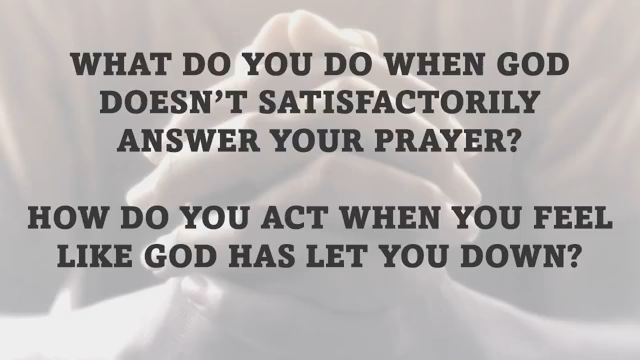 WHAT DO YOU DO WHEN GOD
DOESN'T SATISFACTORILY
ANSWER YOUR PRAYER?
HOW DO YOU ACT WHEN YOU FEEL
LIKE GOD HAS LET YOU DOWN?